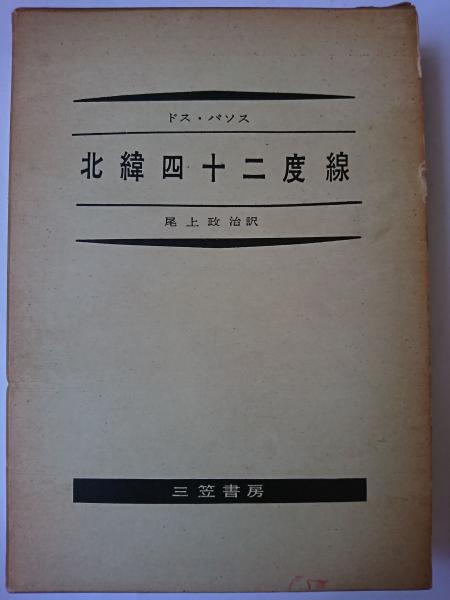 ドス・パソス
北緯四十二度線
尾上政治訳
三笠書房